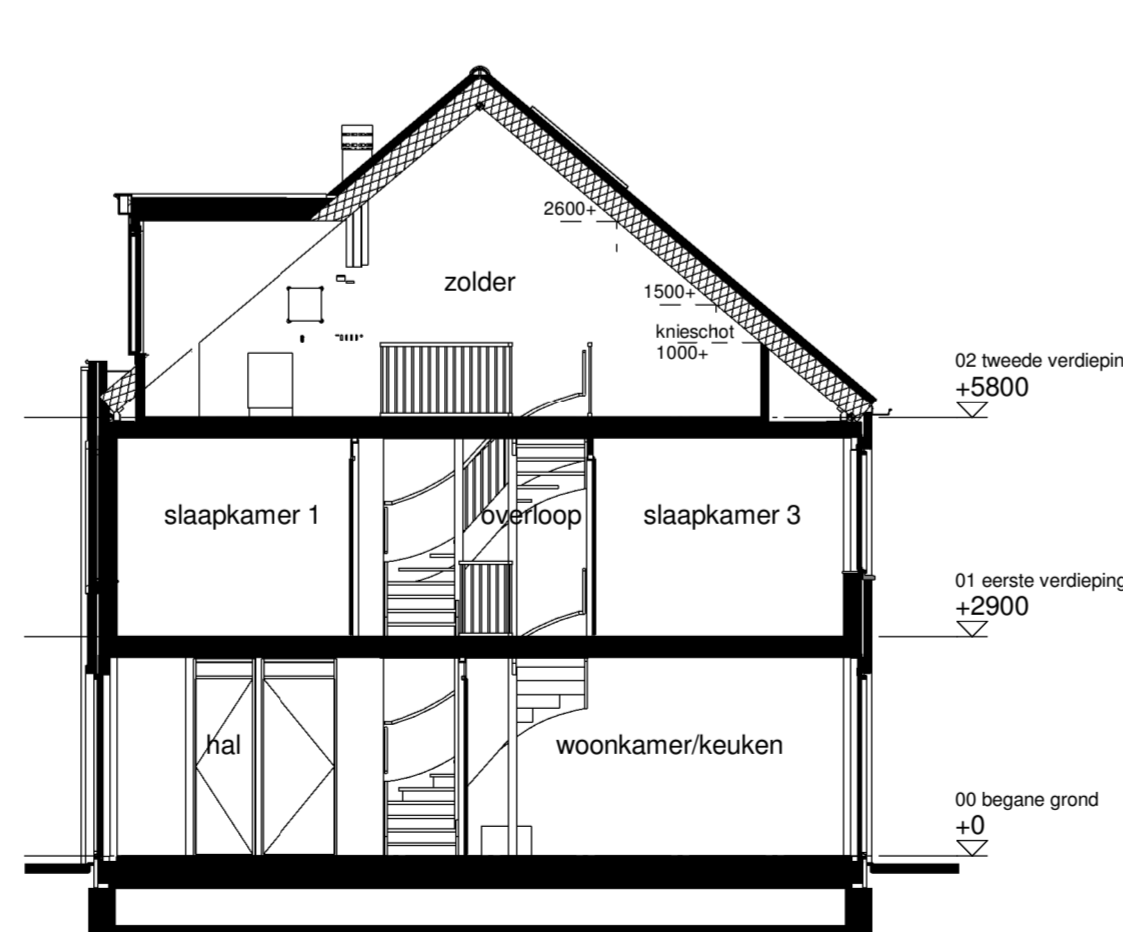 2600+
zolder
1500+
knieschot
1000+
02 tweede verdiepin
+5800
slaapkamer 1
overloop
slaapkamer 3
01 eerste verdieping
+2900
hal
woonkamer/keuken
00 begane grond
+0